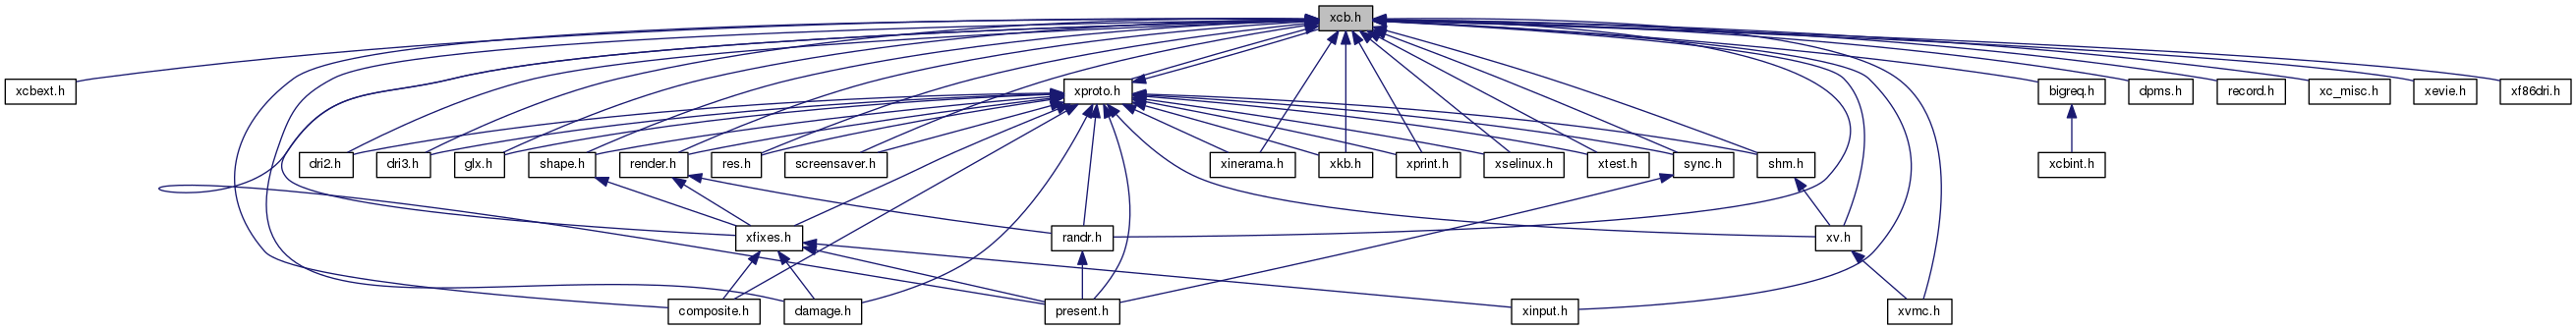 xcb.h
xcbext.h
xproto.h
bigreq.h
dpms.h
record.h
xc_misc.h
xevie.h
xf86dri.h
dri2.h
dri3.h
glx.h
shape.h
render.h
res.h
screensaver.h
xinerama.h
xkb.h
xprint.h
xselinux.h
xtest.h
sync.h
shm.h
xcbint.h
xfixes.h
randr.h
xv.h
composite.h
damage.h
present.h
xinput.h
xvmc.h